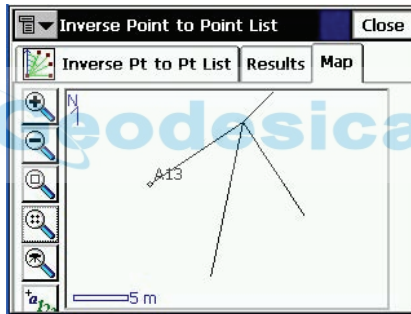 Inverse Point to Point List Close
Inverse Pt to Pt List Results Map
N
Geodesica
A13
5 m